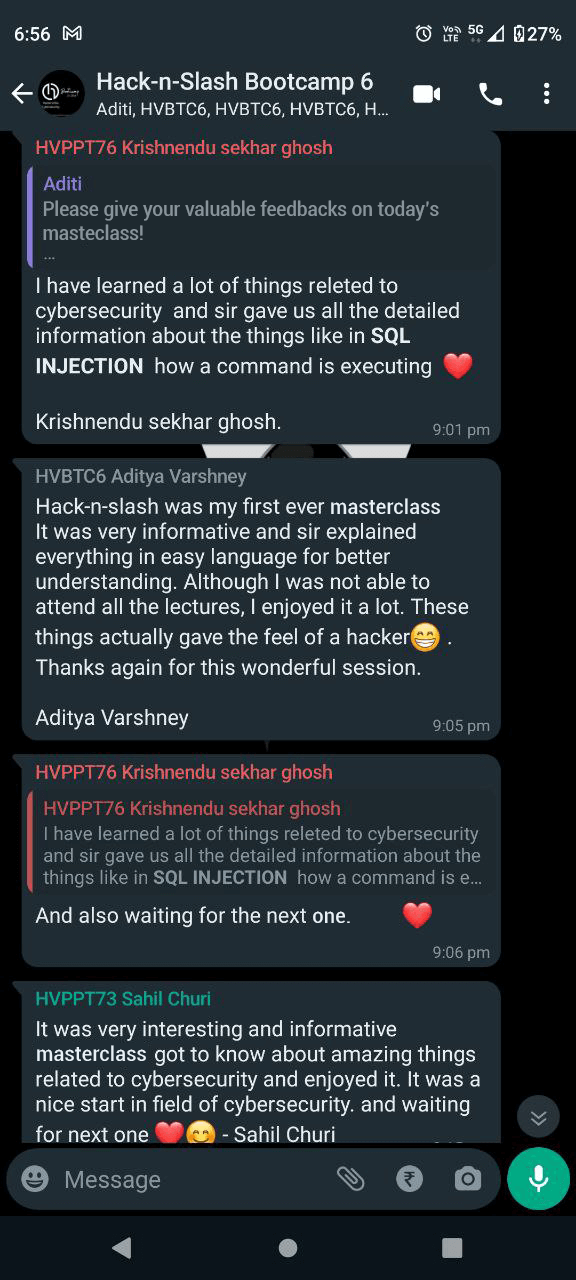 6:56
Vo)) LTE 5G 27%
Hack-n-Slash Bootcamp 6
Aditi, HVBTC6, HVBTC6, HVBTC6, H...
HVPPT76 Krishnendu sekhar ghosh
Aditi
Please give your valuable feedbacks on today's
masteclass!
...
I have learned a lot of things releted to
cybersecurity and sir gave us all the detailed
information about the things like in SQL
INJECTION how a command is executing ❤️
Krishnendu sekhar ghosh.
9:01 pm
HVBTC6 Aditya Varshney
Hack-n-slash was my first ever masterclass
It was very informative and sir explained
everything in easy language for better
understanding. Although I was not able to
attend all the lectures, I enjoyed it a lot. These
things actually gave the feel of a hacker😁 .
Thanks again for this wonderful session.
Aditya Varshney
9:05 pm
HVPPT76 Krishnendu sekhar ghosh
HVPPT76 Krishnendu sekhar ghosh
I have learned a lot of things releted to cybersecurity
and sir gave us all the detailed information about the
things like in SQL INJECTION how a command is e...
And also waiting for the next one. ❤️
9:06 pm
HVPPT73 Sahil Churi
It was very interesting and informative
masterclass got to know about amazing things
related to cybersecurity and enjoyed it. It was a
nice start in field of cybersecurity. and waiting
for next one ❤️😊 - Sahil Churi
Message